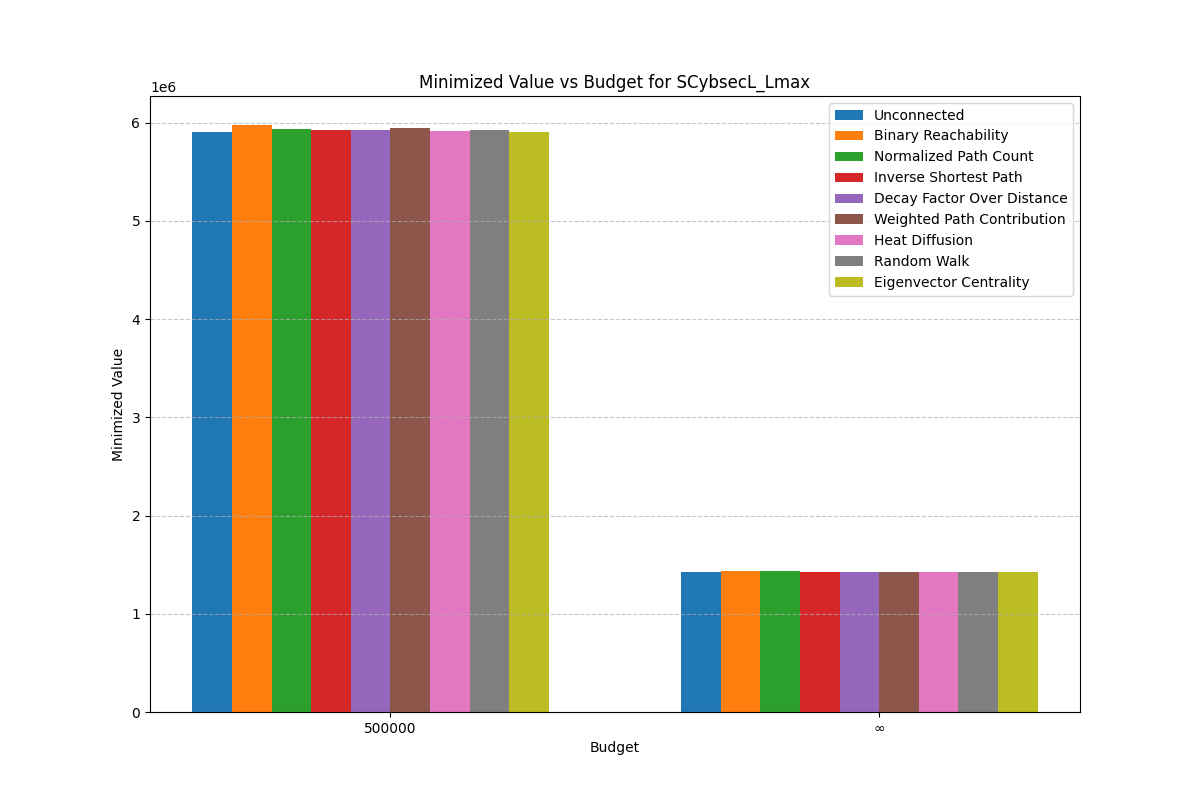 Minimized Value vs Budget for SCybsecL_Lmax
1e6
6
5
4
3
2
1
0
Minimized Value
Unconnected
Binary Reachability
Normalized Path Count
Inverse Shortest Path
Decay Factor Over Distance
Weighted Path Contribution
Heat Diffusion
Random Walk
Eigenvector Centrality
500000
∞
Budget